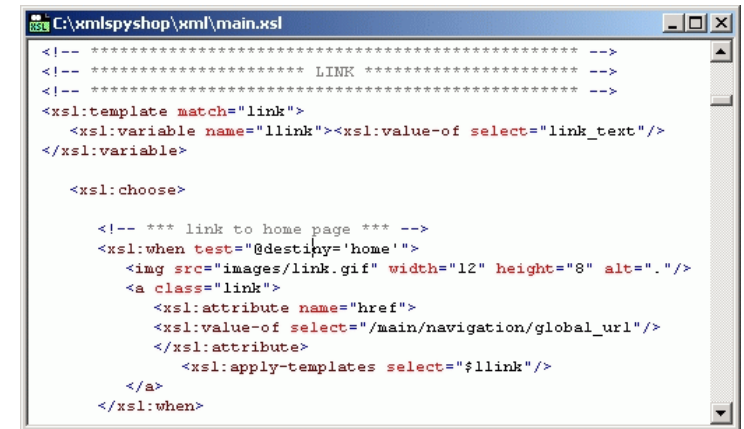 C:\xmlspyshop\xml\main.xsl
<!-- ***************************************************** -->
<!-- *********************** LINK *********************** -->
<!-- ***************************************************** -->
<xsl:template match="link">
<xsl:variable name="llink"><xsl:value-of select="link_text"/>
</xsl:variable>
<xsl:choose>
<!-- *** link to home page *** -->
<xsl:when test="@destiny='home'">
<img src="images/link.gif" width="12" height="8" alt="."/>
<a class="link">
<xsl:attribute name="href">
<xsl:value-of select="/main/navigation/global_url"/>
</xsl:attribute>
<xsl:apply-templates select="$llink"/>
</a>
</xsl:when>